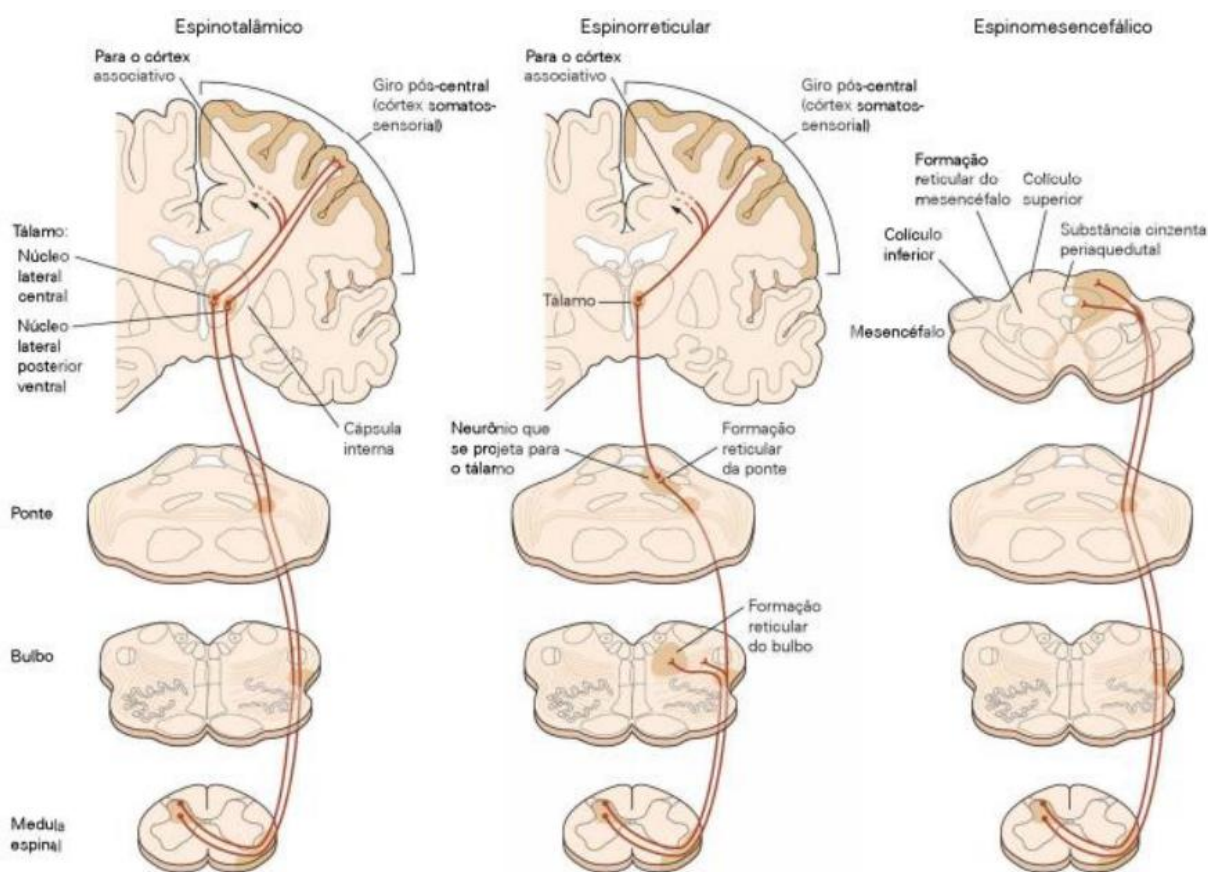 Espinotalâmico
Para o córtex
associativo
Giro pós-central
(córtex somatos-
sensorial)
Tálamo:
Núcleo
lateral
central
Núcleo
lateral
posterior
ventral
Cápsula
interna
Ponte
Bulbo
Medula
espinal
Espinorreticular
Para o córtex
associativo
Giro pós-central
(córtex somatos-
sensorial)
Tálamo
Neurônio que
se projeta para
o tálamo
Formação
reticular
da ponte
Formação
reticular
do bulbo
Espinomesencefálico
Formação
reticular do
mesencéfalo
Colículo
superior
Colículo
inferior
Substância cinzenta
periaquedutal
Mesencéfalo